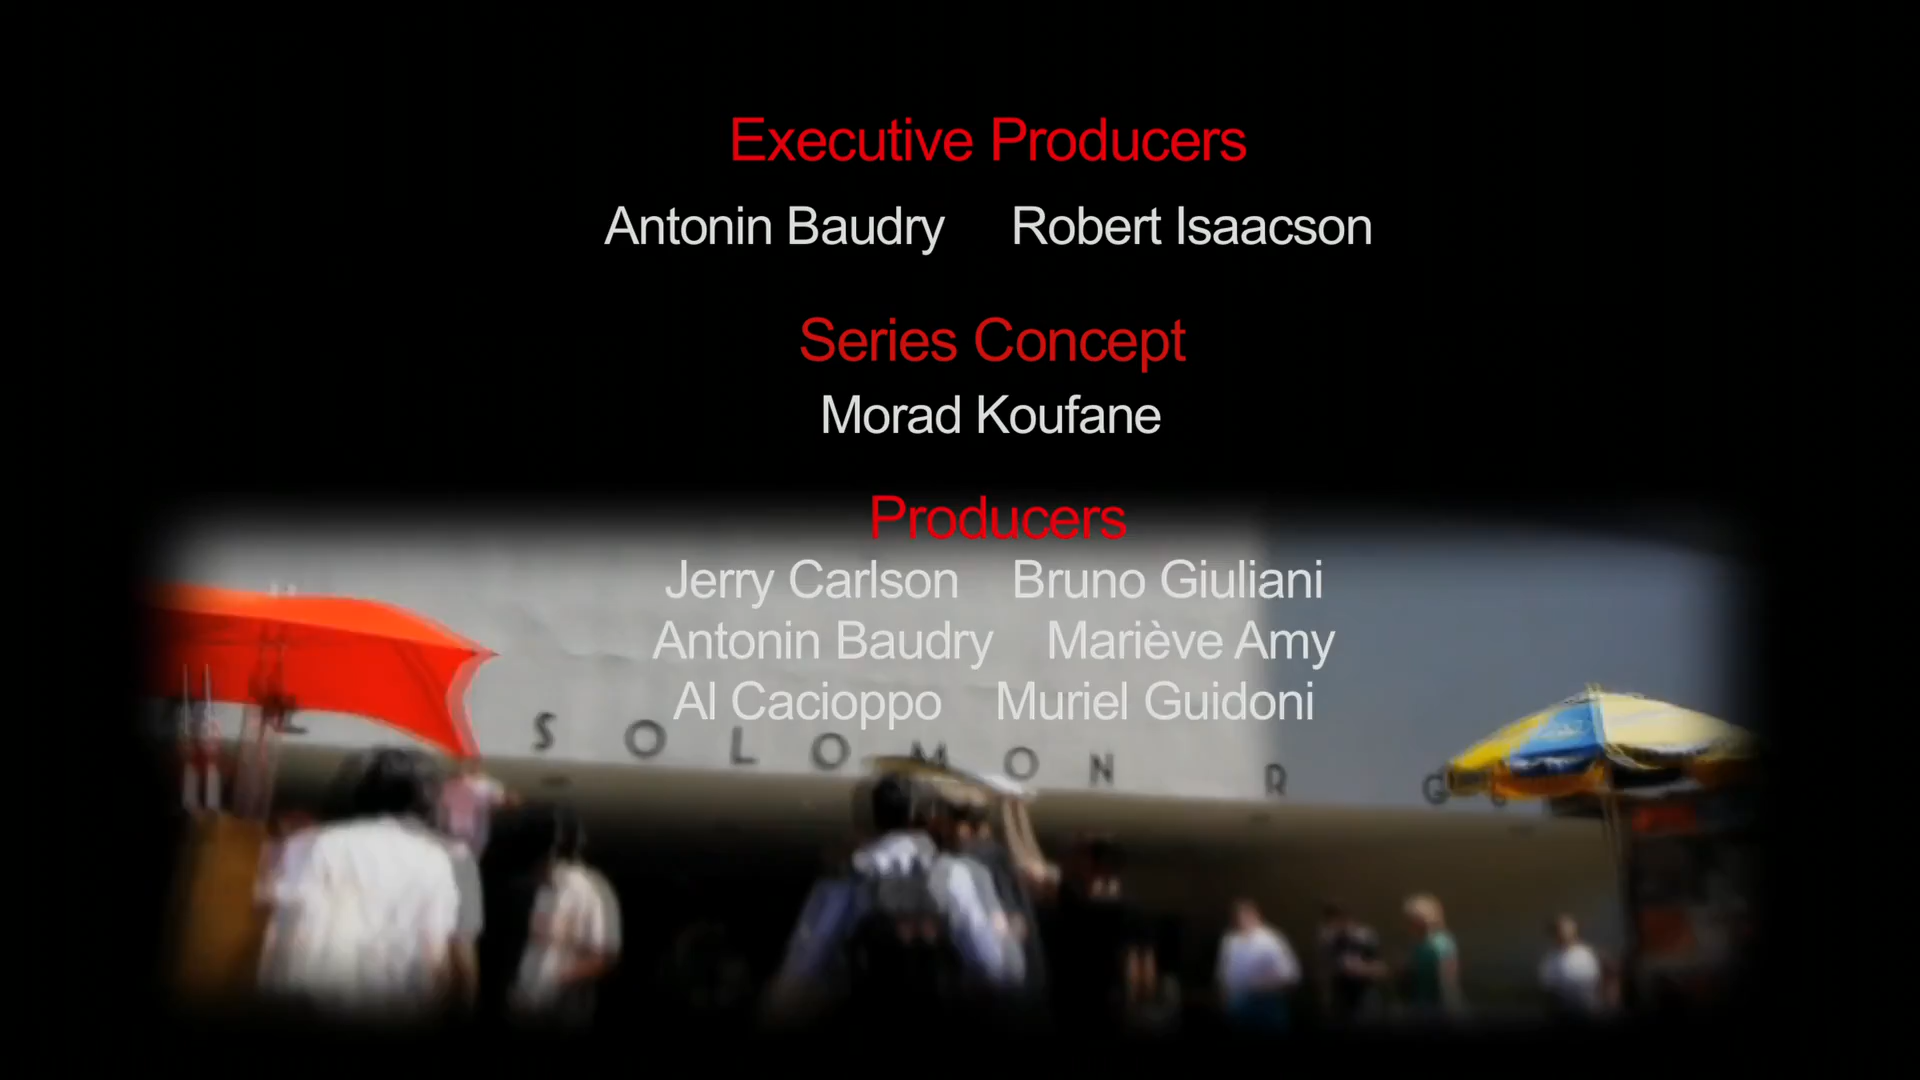 Executive Producers
Antonin Baudry Robert Isaacson
Series Concept
Morad Koufane
Producers
Jerry Carlson Bruno Giuliani
Antonin Baudry Mariève Amy
Al Cacioppo Muriel Guidoni
SOLOMON R G